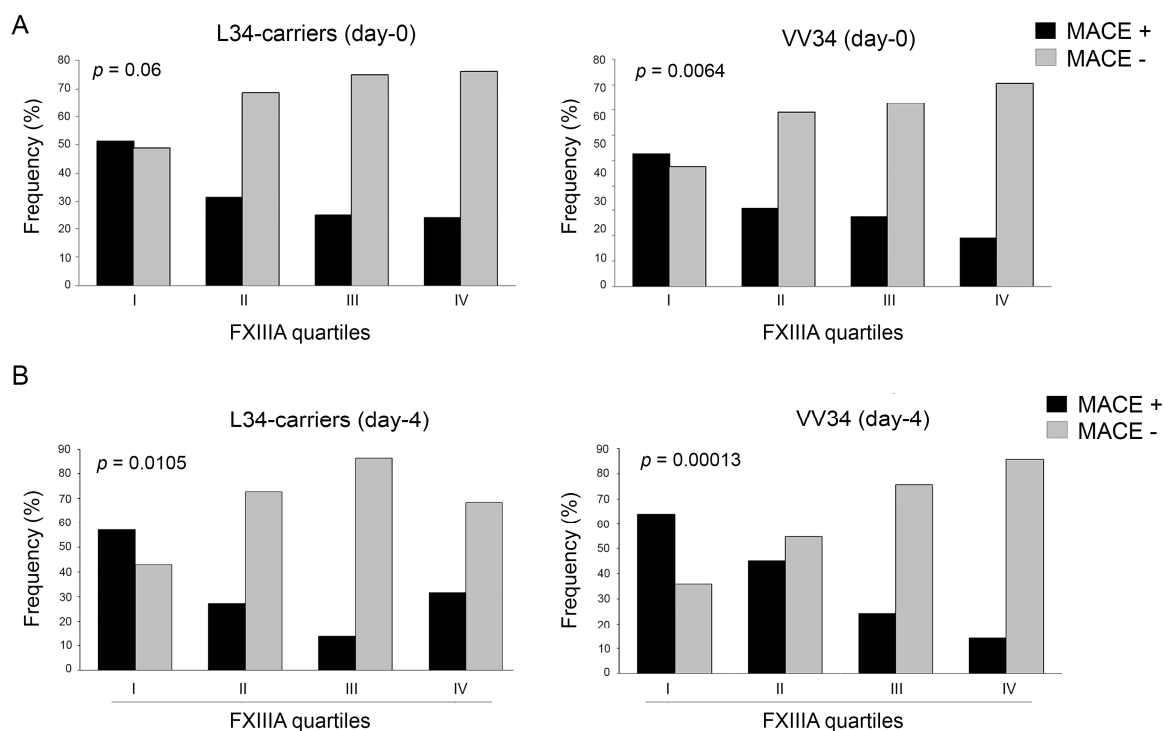 A
L34-carriers (day-0)
p = 0.06
Frequency (%)
80
70
60
50
40
30
20
10
0
I II III IV
FXIIIA quartiles
VV34 (day-0)
p = 0.0064
Frequency (%)
80
70
60
50
40
30
20
10
0
I II III IV
FXIIIA quartiles
MACE +
MACE -
B
L34-carriers (day-4)
p = 0.0105
Frequency (%)
90
80
70
60
50
40
30
20
10
0
I II III IV
FXIIIA quartiles
VV34 (day-4)
p = 0.00013
Frequency (%)
90
80
70
60
50
40
30
20
10
0
I II III IV
FXIIIA quartiles
MACE +
MACE -